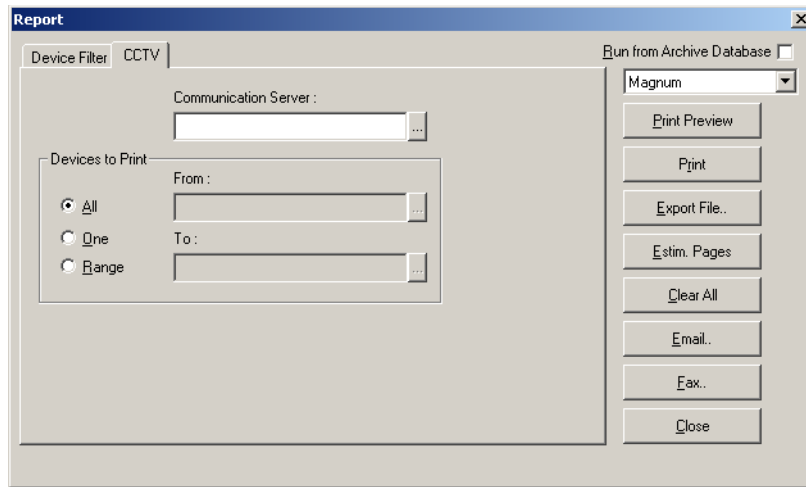 Report
Device Filter
CCTV
Run from Archive Database
Magnum
Communication Server :
...
Devices to Print
From :
All
...
One
To :
Range
...
Print Preview
Print
Export File..
Estim. Pages
Clear All
Email..
Fax..
Close